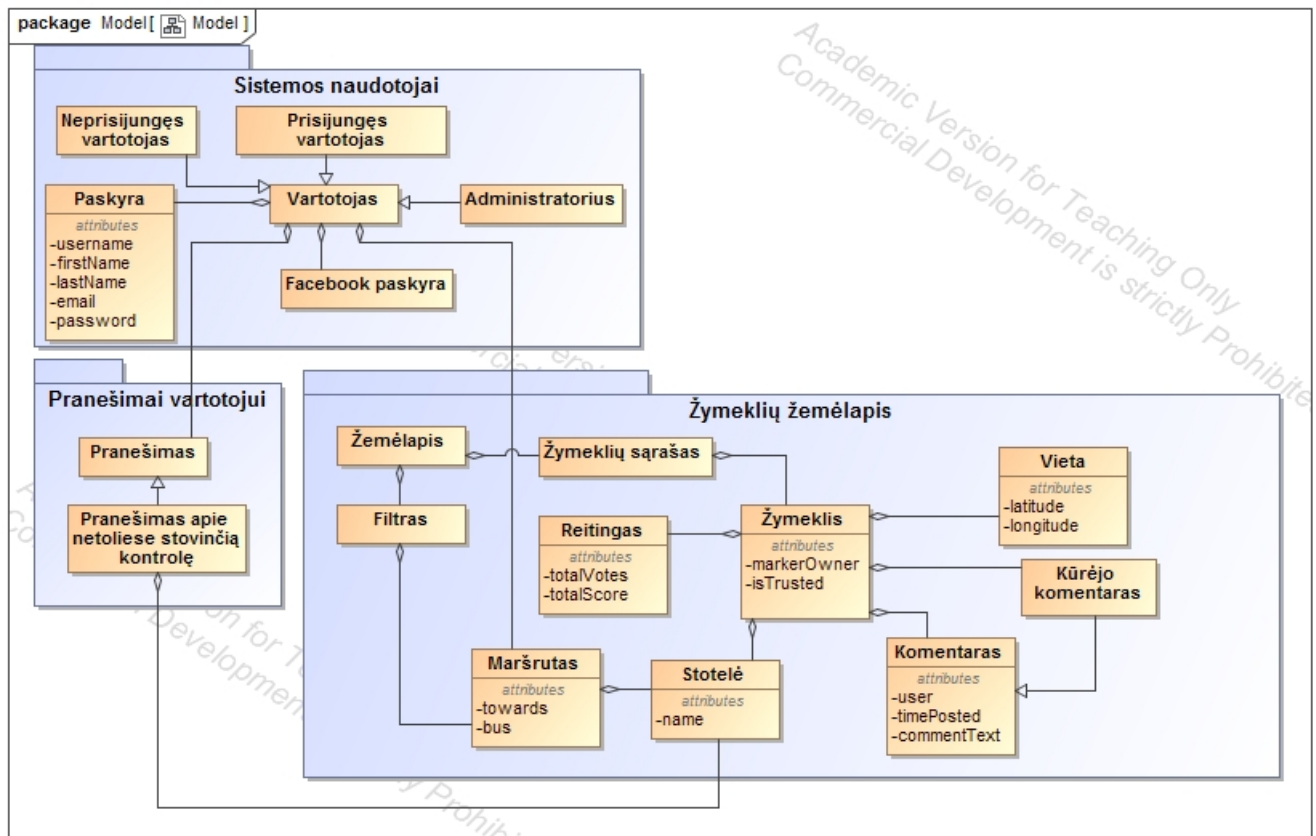 package Model[ Model ]
Academic Version for Teaching Only
Commercial Development is strictly Prohibite
Sistemos naudotojai
Neprisijungęs
vartotojas
Prisijungęs
vartotojas
Paskyra
attributes
-username
-firstName
-lastName
-email
-password
Vartotojas
Administratorius
Facebook paskyra
Pranešimai vartotojui
Pranešimas
Pranešimas apie
netoliese stovinčią
kontrolę
Žymeklių žemėlapis
Žemėlapis
Žymeklių sąrašas
Filtras
Reitingas
attributes
-totalVotes
-totalScore
Žymeklis
attributes
-markerOwner
-isTrusted
Vieta
attributes
-latitude
-longitude
Kūrėjo
komentaras
Maršrutas
attributes
-towards
-bus
Stotelė
attributes
-name
Komentaras
attributes
-user
-timePosted
-commentText